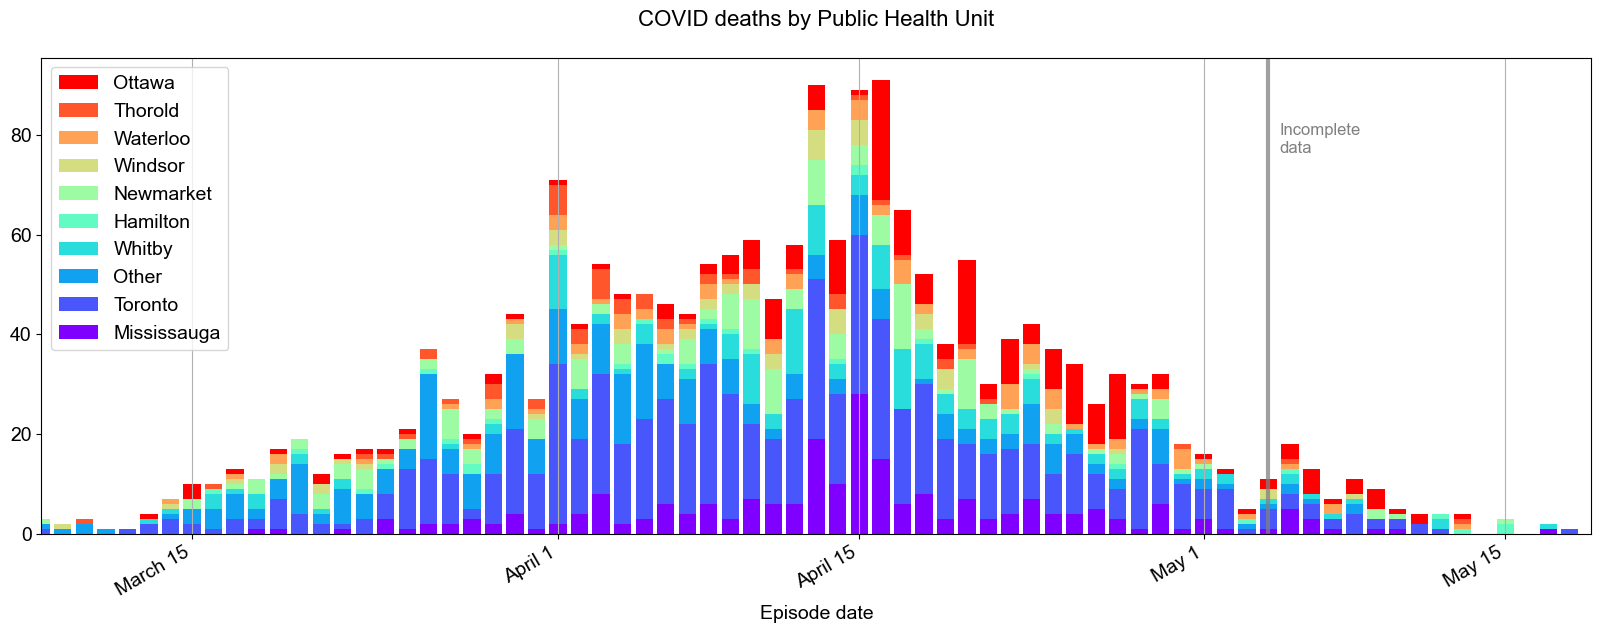 COVID deaths by Public Health Unit
Ottawa
Thorold
Waterloo
Windsor
Newmarket
Hamilton
Whitby
Other
Toronto
Mississauga
Incomplete
data
80
60
40
20
0
March 15
April 1
April 15
May 1
May 15
Episode date